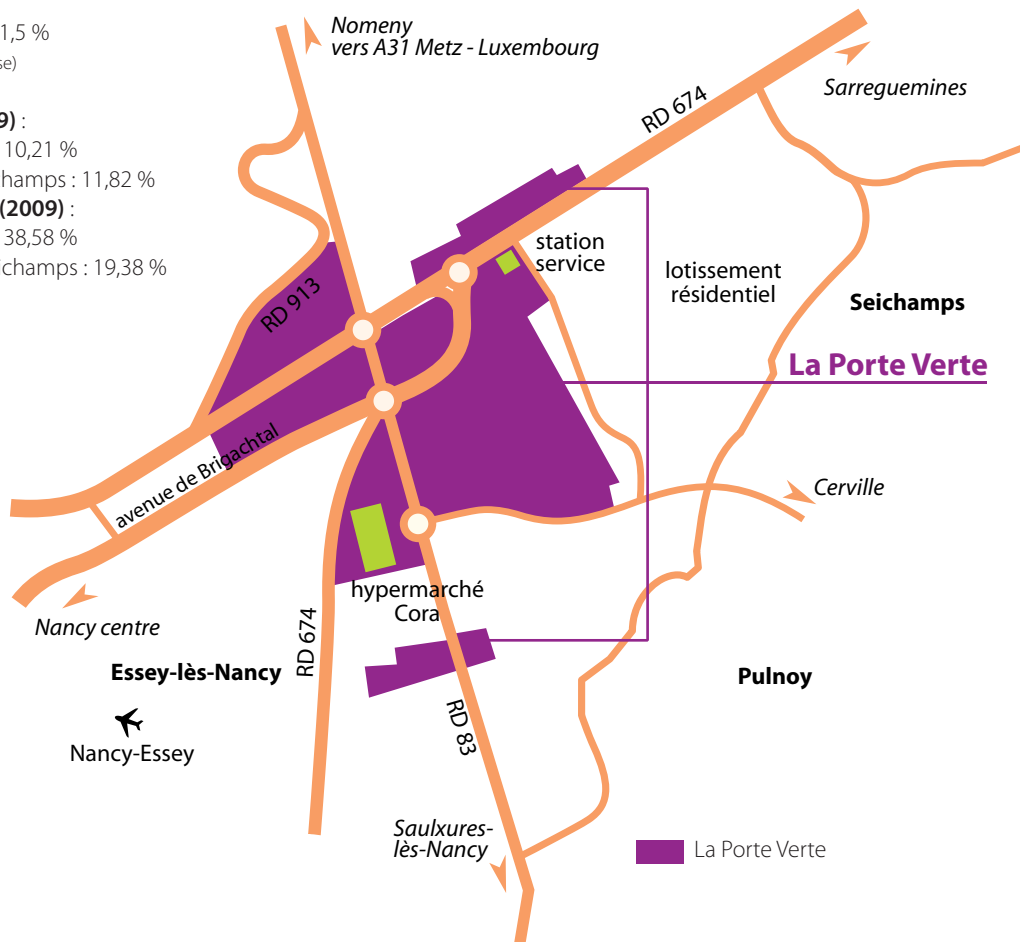 1,5 %
se)
9) :
10,21 %
champs : 11,82 %
(2009) :
38,58 %
champs : 19,38 %
Nomeny
vers A31 Metz - Luxembourg
Sarreguemines
RD 674
station
service
lotissement
résidentiel
Seichamps
RD 913
La Porte Verte
avenue de Brigachtal
Cerville
hypermarché
Cora
Nancy centre
RD 674
Essey-lès-Nancy
Pulnoy
Nancy-Essey
RD 83
Saulxures-
lès-Nancy
La Porte Verte